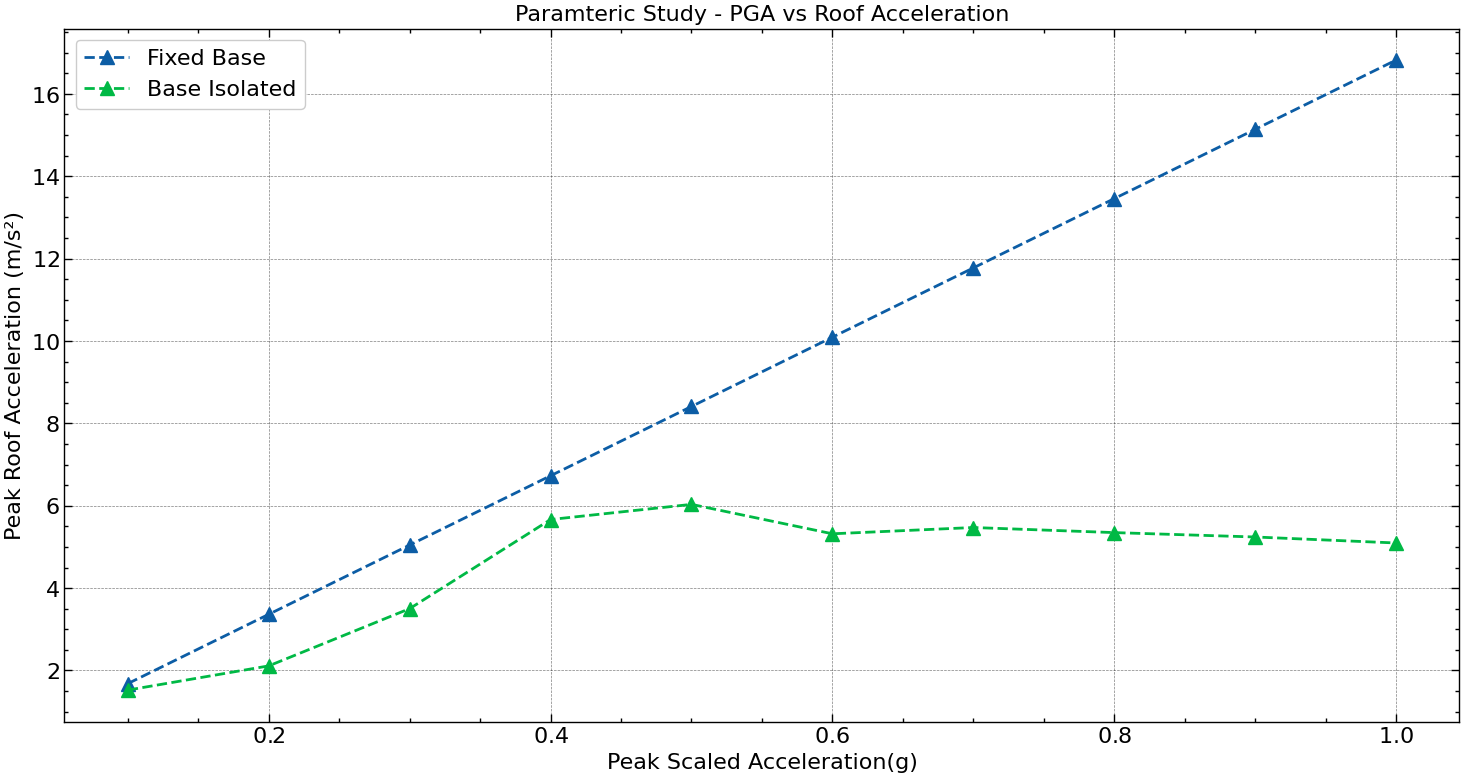 Paramteric Study - PGA vs Roof Acceleration
Fixed Base
Base Isolated
Peak Roof Acceleration (m/s²)
16
14
12
10
8
6
4
2
0.2
0.4
0.6
0.8
1.0
Peak Scaled Acceleration(g)